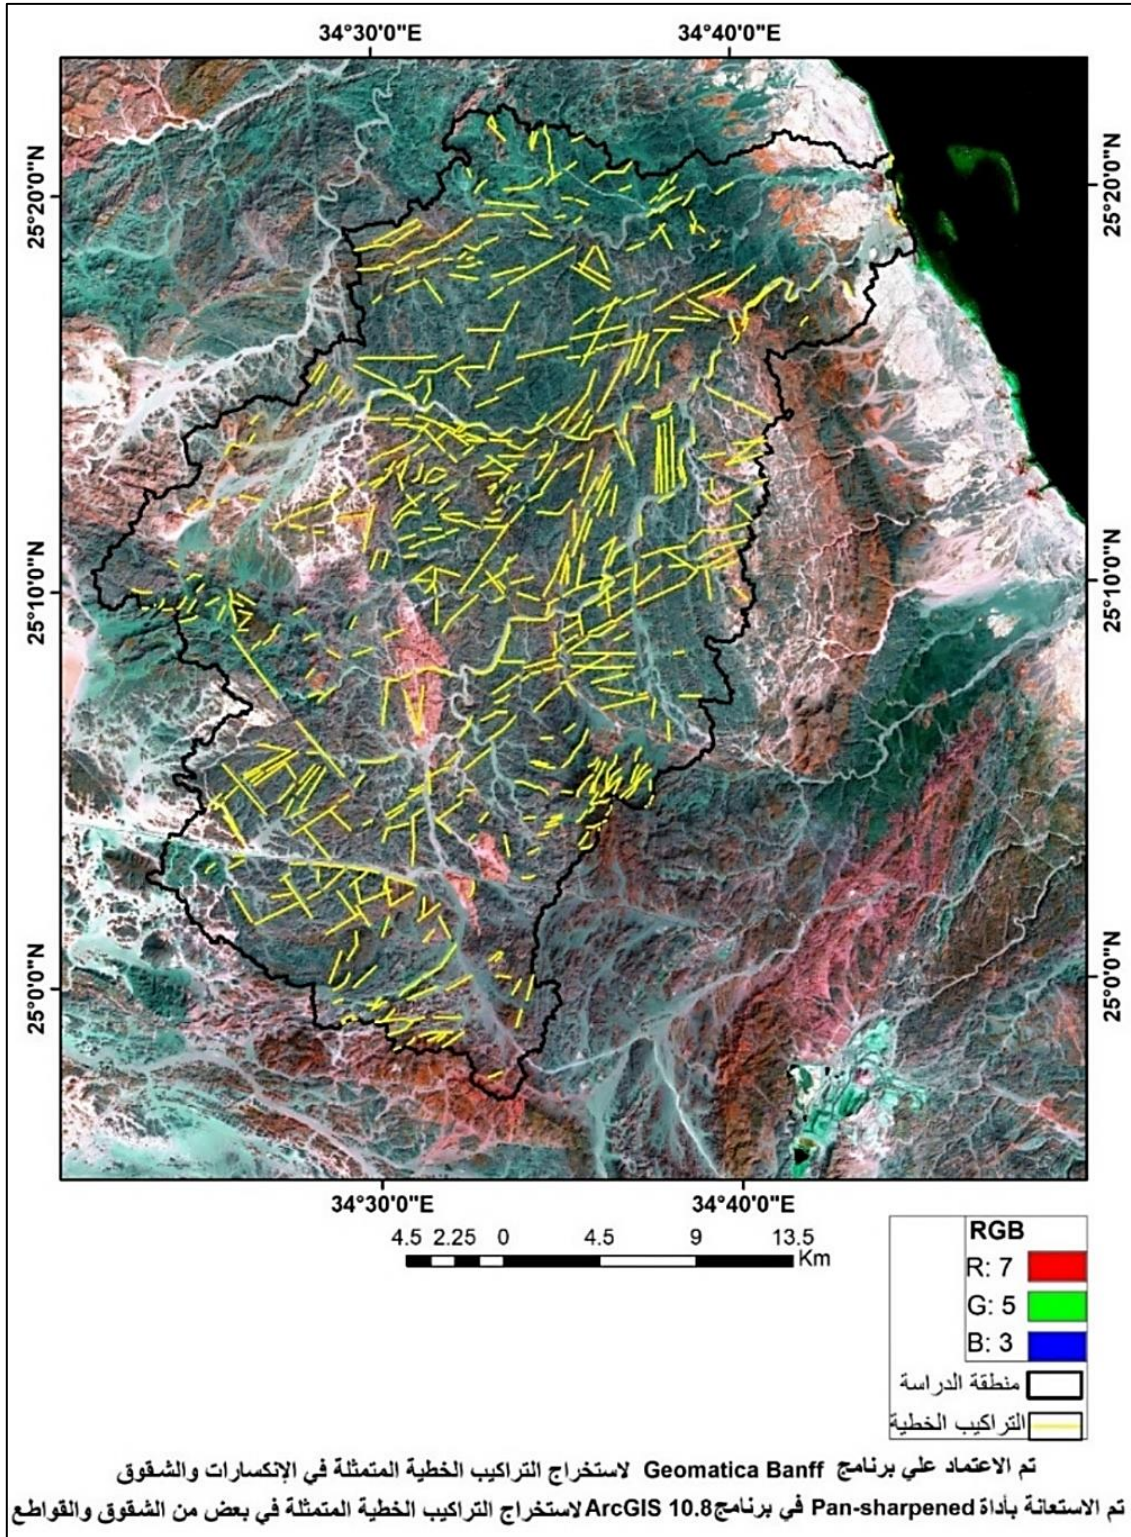 34°30'0"E 34°40'0"E
25°20'0"N 25°20'0"N
25°10'0"N 25°10'0"N
25°0'0"N 25°0'0"N
34°30'0"E 34°40'0"E
4.5 2.25 0 4.5 9 13.5
Km
RGB
R: 7
G: 5
B: 3
منطقة الدراسة
التراكيب الخطية
تم الاعتماد علي برنامج Geomatica Banff لاستخراج التراكيب الخطية المتمثلة في الإنكسارات والشقوق
تم الاستعانة بأداة Pan-sharpened في برنامج ArcGIS 10.8 لاستخراج التراكيب الخطية المتمثلة في بعض من الشقوق والقواطع